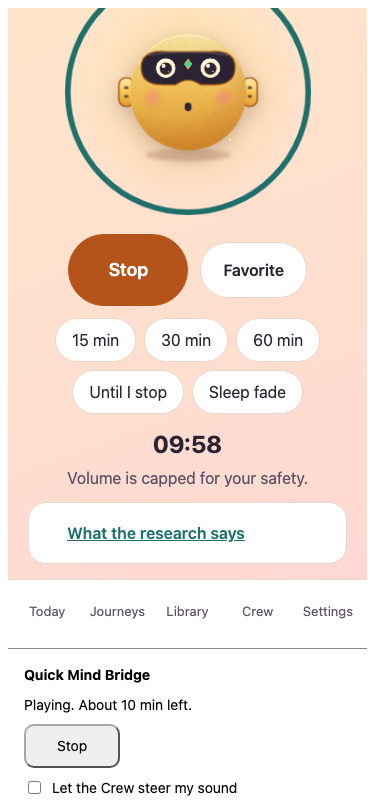 Stop
Favorite
15 min
30 min
60 min
Until I stop
Sleep fade
09:58
Volume is capped for your safety.
What the research says
Today
Journeys
Library
Crew
Settings
Quick Mind Bridge
Playing. About 10 min left.
Stop
Let the Crew steer my sound